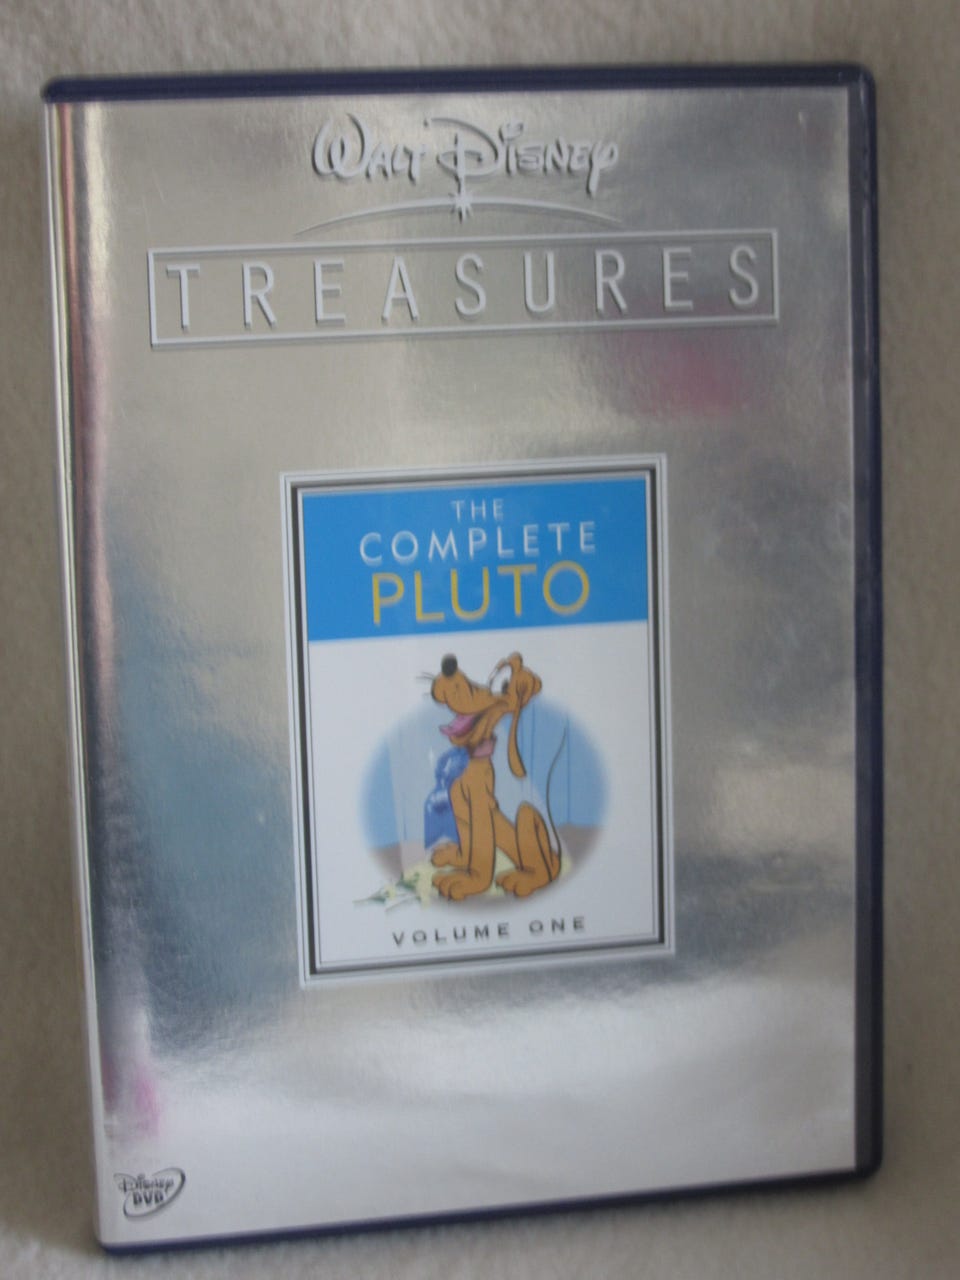 WALT DISNEY
TREASURES
THE
COMPLETE
PLUTO
VOLUME ONE
DISNEY
DVD